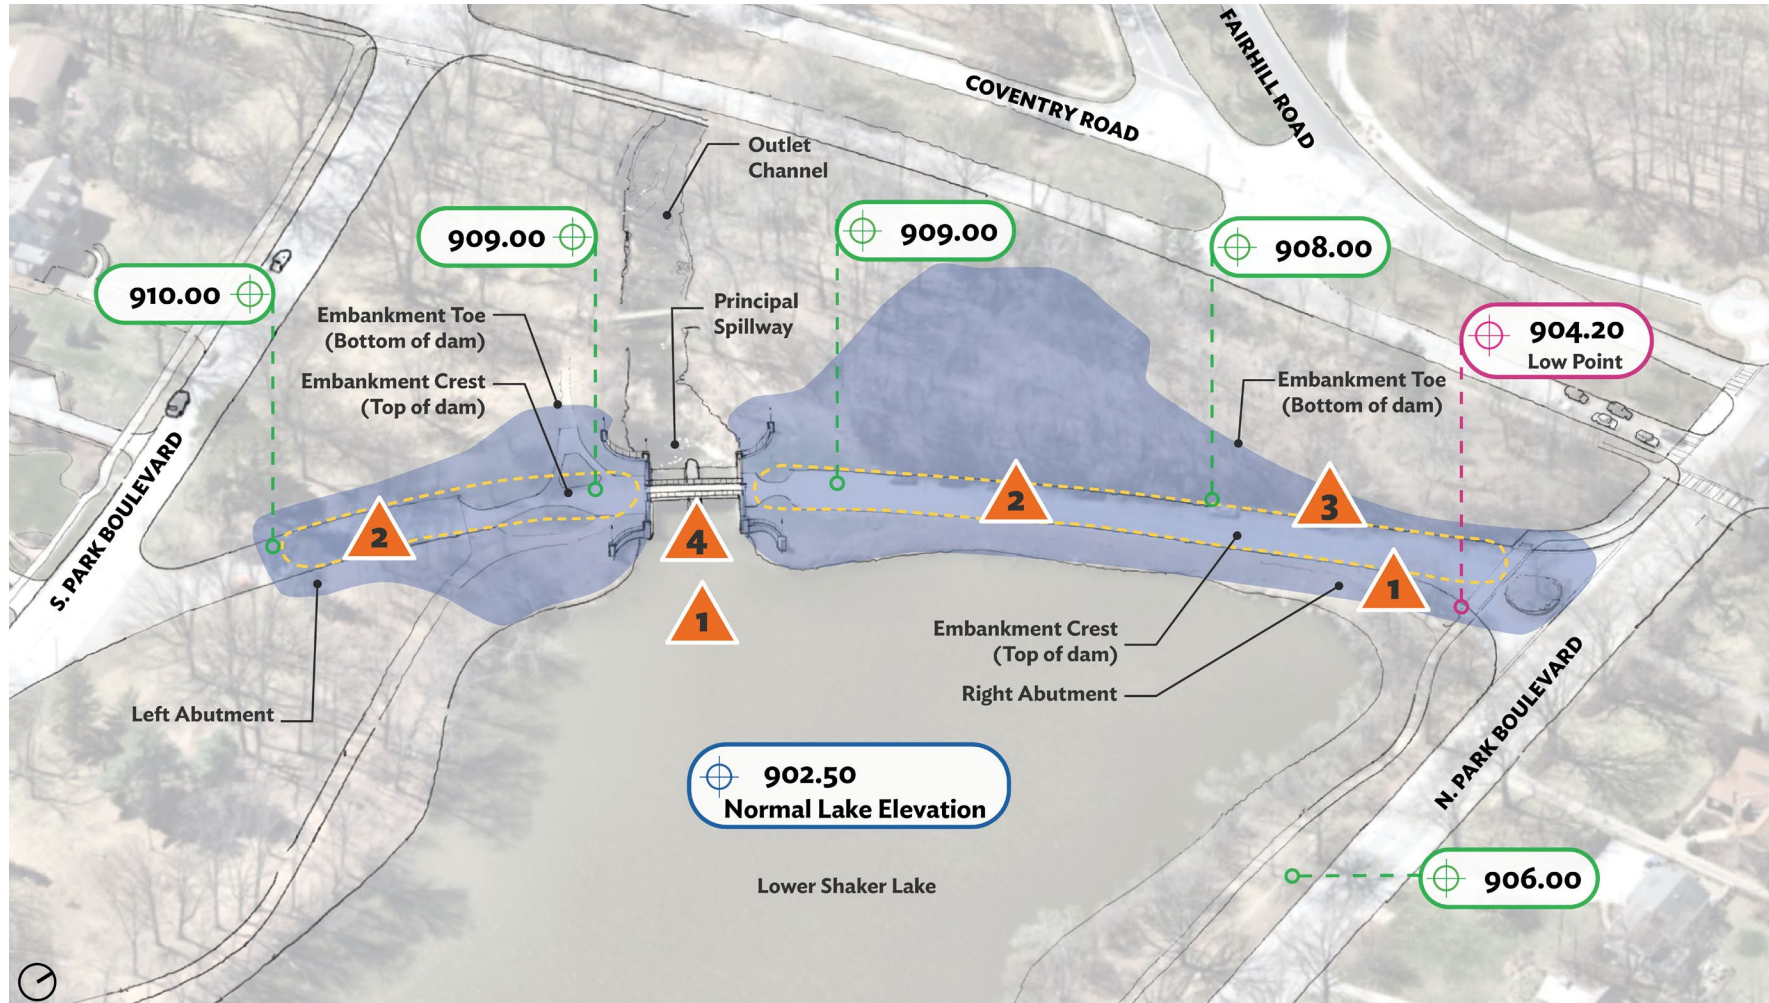 FAIRHILL ROAD
COVENTRY ROAD
Outlet
Channel
909.00
909.00
908.00
910.00
Embankment Toe
(Bottom of dam)
Principal
Spillway
904.20
Low Point
Embankment Crest
(Top of dam)
Embankment Toe
(Bottom of dam)
S. PARK BOULEVARD
2
4
2
3
1
1
Embankment Crest
(Top of dam)
Right Abutment
Left Abutment
N. PARK BOULEVARD
902.50
Normal Lake Elevation
Lower Shaker Lake
906.00